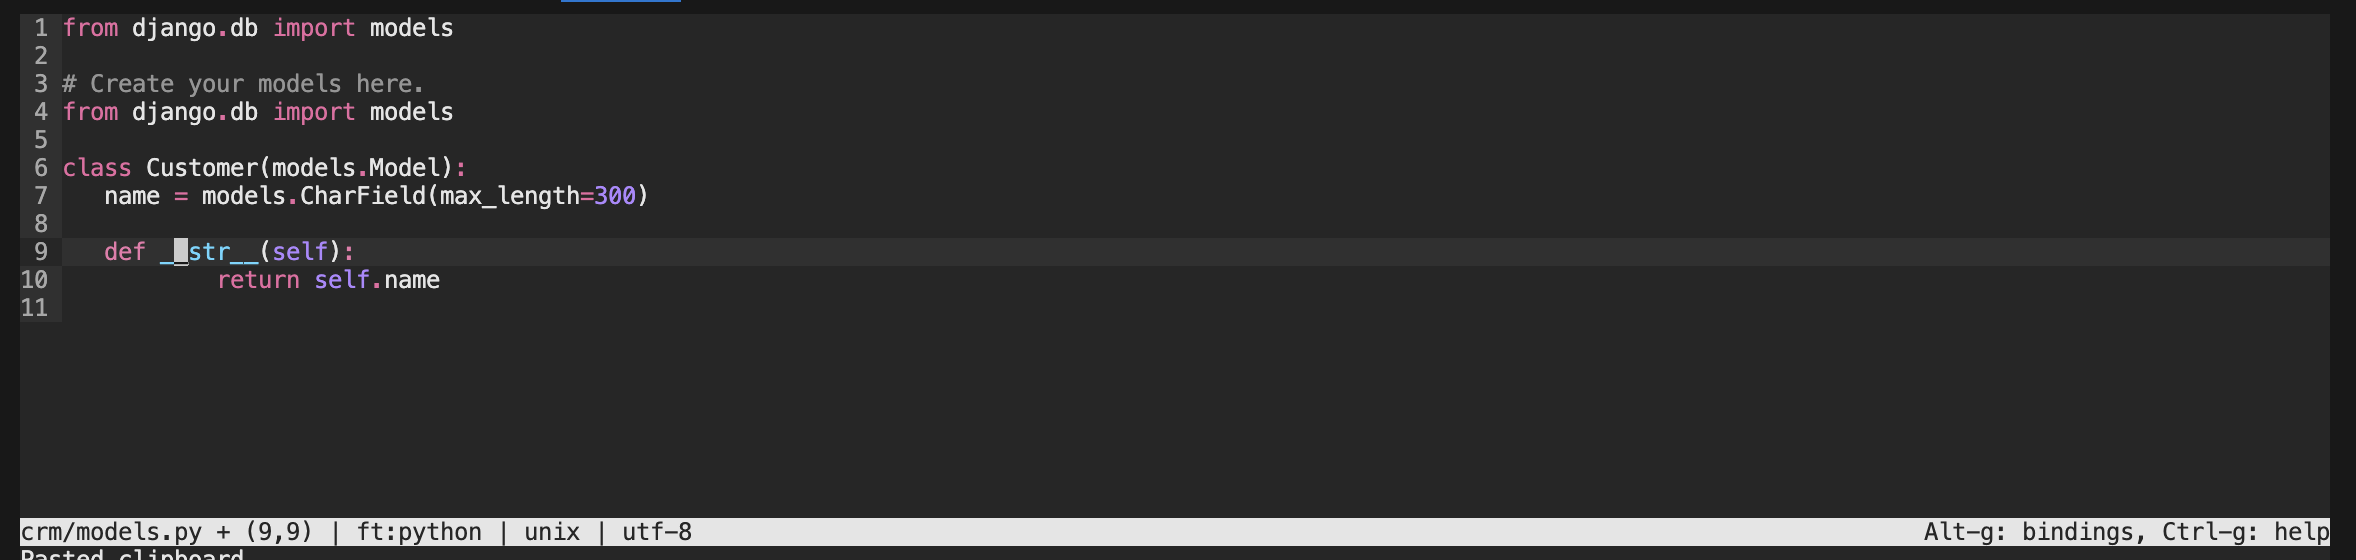 1 from django.db import models
2
3 # Create your models here.
4 from django.db import models
5
6 class Customer(models.Model):
7    name = models.CharField(max_length=300)
8
9    def __str__(self):
10           return self.name
11
crm/models.py + (9,9) | ft:python | unix | utf-8 Alt-g: bindings, Ctrl-g: help
Pasted clipboard